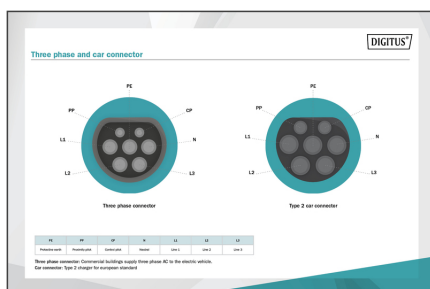 DIGITUS®
Three phase and car connector
PE
PP
CP
L1
N
L2
L3
Three phase connector
PE
PP
CP
L1
N
L2
L3
Type 2 car connector
PE PP CP N L1 L2 L3
Protective earth Proximity pilot Control pilot Neutral Line 1 Line 2 Line 3
Three phase connector: Commercial buildings supply three phase AC to the electric vehicle.
Car connector: Type 2 charger for european standard